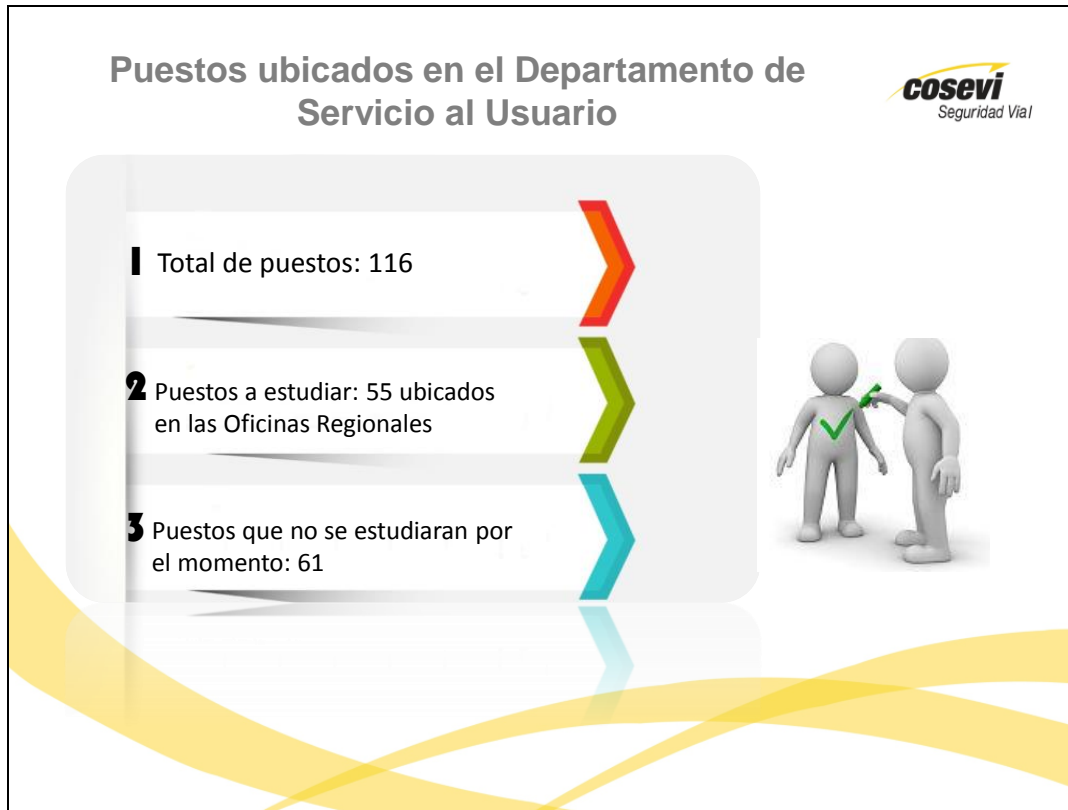 Puestos ubicados en el Departamento de
Servicio al Usuario
cosevi
Seguridad Vial
1 Total de puestos: 116
2 Puestos a estudiar: 55 ubicados
en las Oficinas Regionales
3 Puestos que no se estudiaran por
el momento: 61